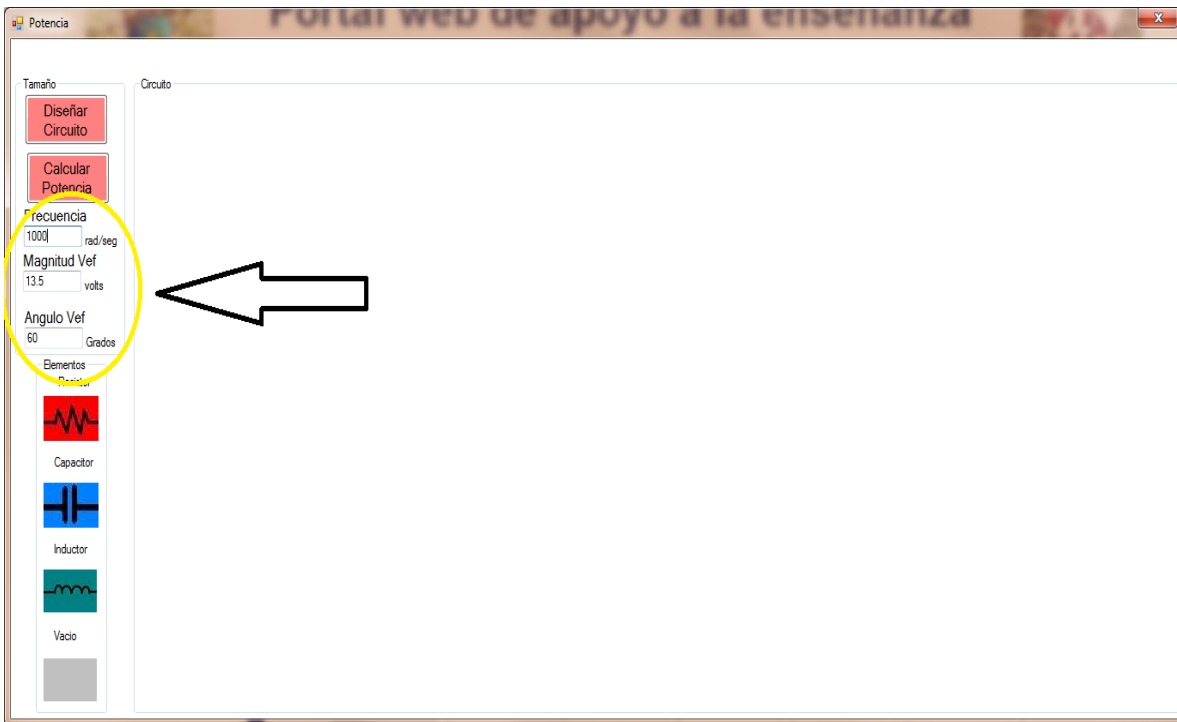 Portal web de apoyo a la enseñanza
Potencia
X
Tamaño
Circuito
Diseñar
Circuito
Calcular
Potencia
Frecuencia
1000 rad/seg
Magnitud Vef
13.5 volts
Angulo Vef
60 Grados
Elementos
Resistor
Capacitor
Inductor
Vacio